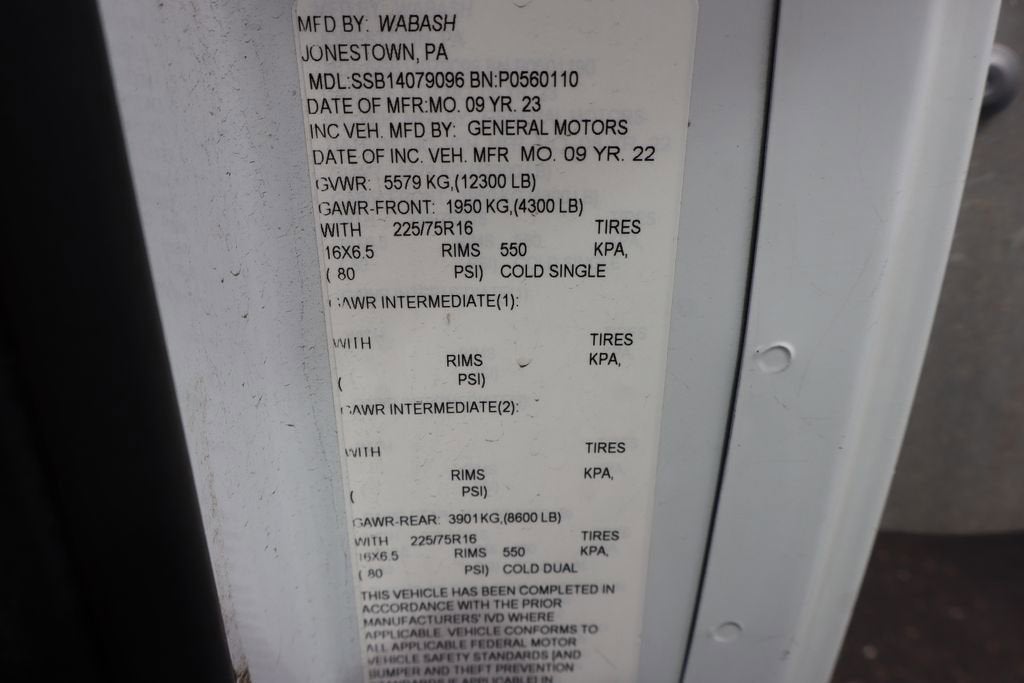 MFD BY: WABASH
JONESTOWN, PA
MDL:SSB14079096 BN:P0560110
DATE OF MFR:MO. 09 YR. 23
INC VEH. MFD BY: GENERAL MOTORS
DATE OF INC. VEH. MFR MO. 09 YR. 22
GVWR: 5579 KG,(12300 LB)
GAWR-FRONT: 1950 KG,(4300 LB)
WITH 225/75R16 TIRES
16X6.5 RIMS 550 KPA,
( 80 PSI) COLD SINGLE
GAWR INTERMEDIATE(1):
WITH TIRES
RIMS KPA,
( PSI)
GAWR INTERMEDIATE(2):
WITH TIRES
RIMS KPA,
( PSI)
GAWR-REAR: 3901 KG,(8600 LB)
WITH 225/75R16 TIRES
16X6.5 RIMS 550 KPA,
( 80 PSI) COLD DUAL
THIS VEHICLE HAS BEEN COMPLETED IN
ACCORDANCE WITH THE PRIOR
MANUFACTURERS' IVD WHERE
APPLICABLE. VEHICLE CONFORMS TO
ALL APPLICABLE FEDERAL MOTOR
VEHICLE SAFETY STANDARDS [AND
BUMPER AND THEFT PREVENTION
STANDARDS IF APPLICABLE] IN